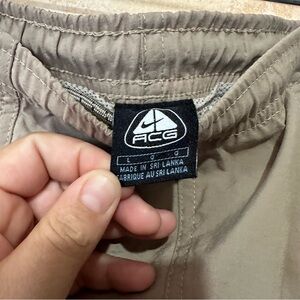 ACG
L G G
MADE IN SRI LANKA
FABRIQUE AU SRI LANKA